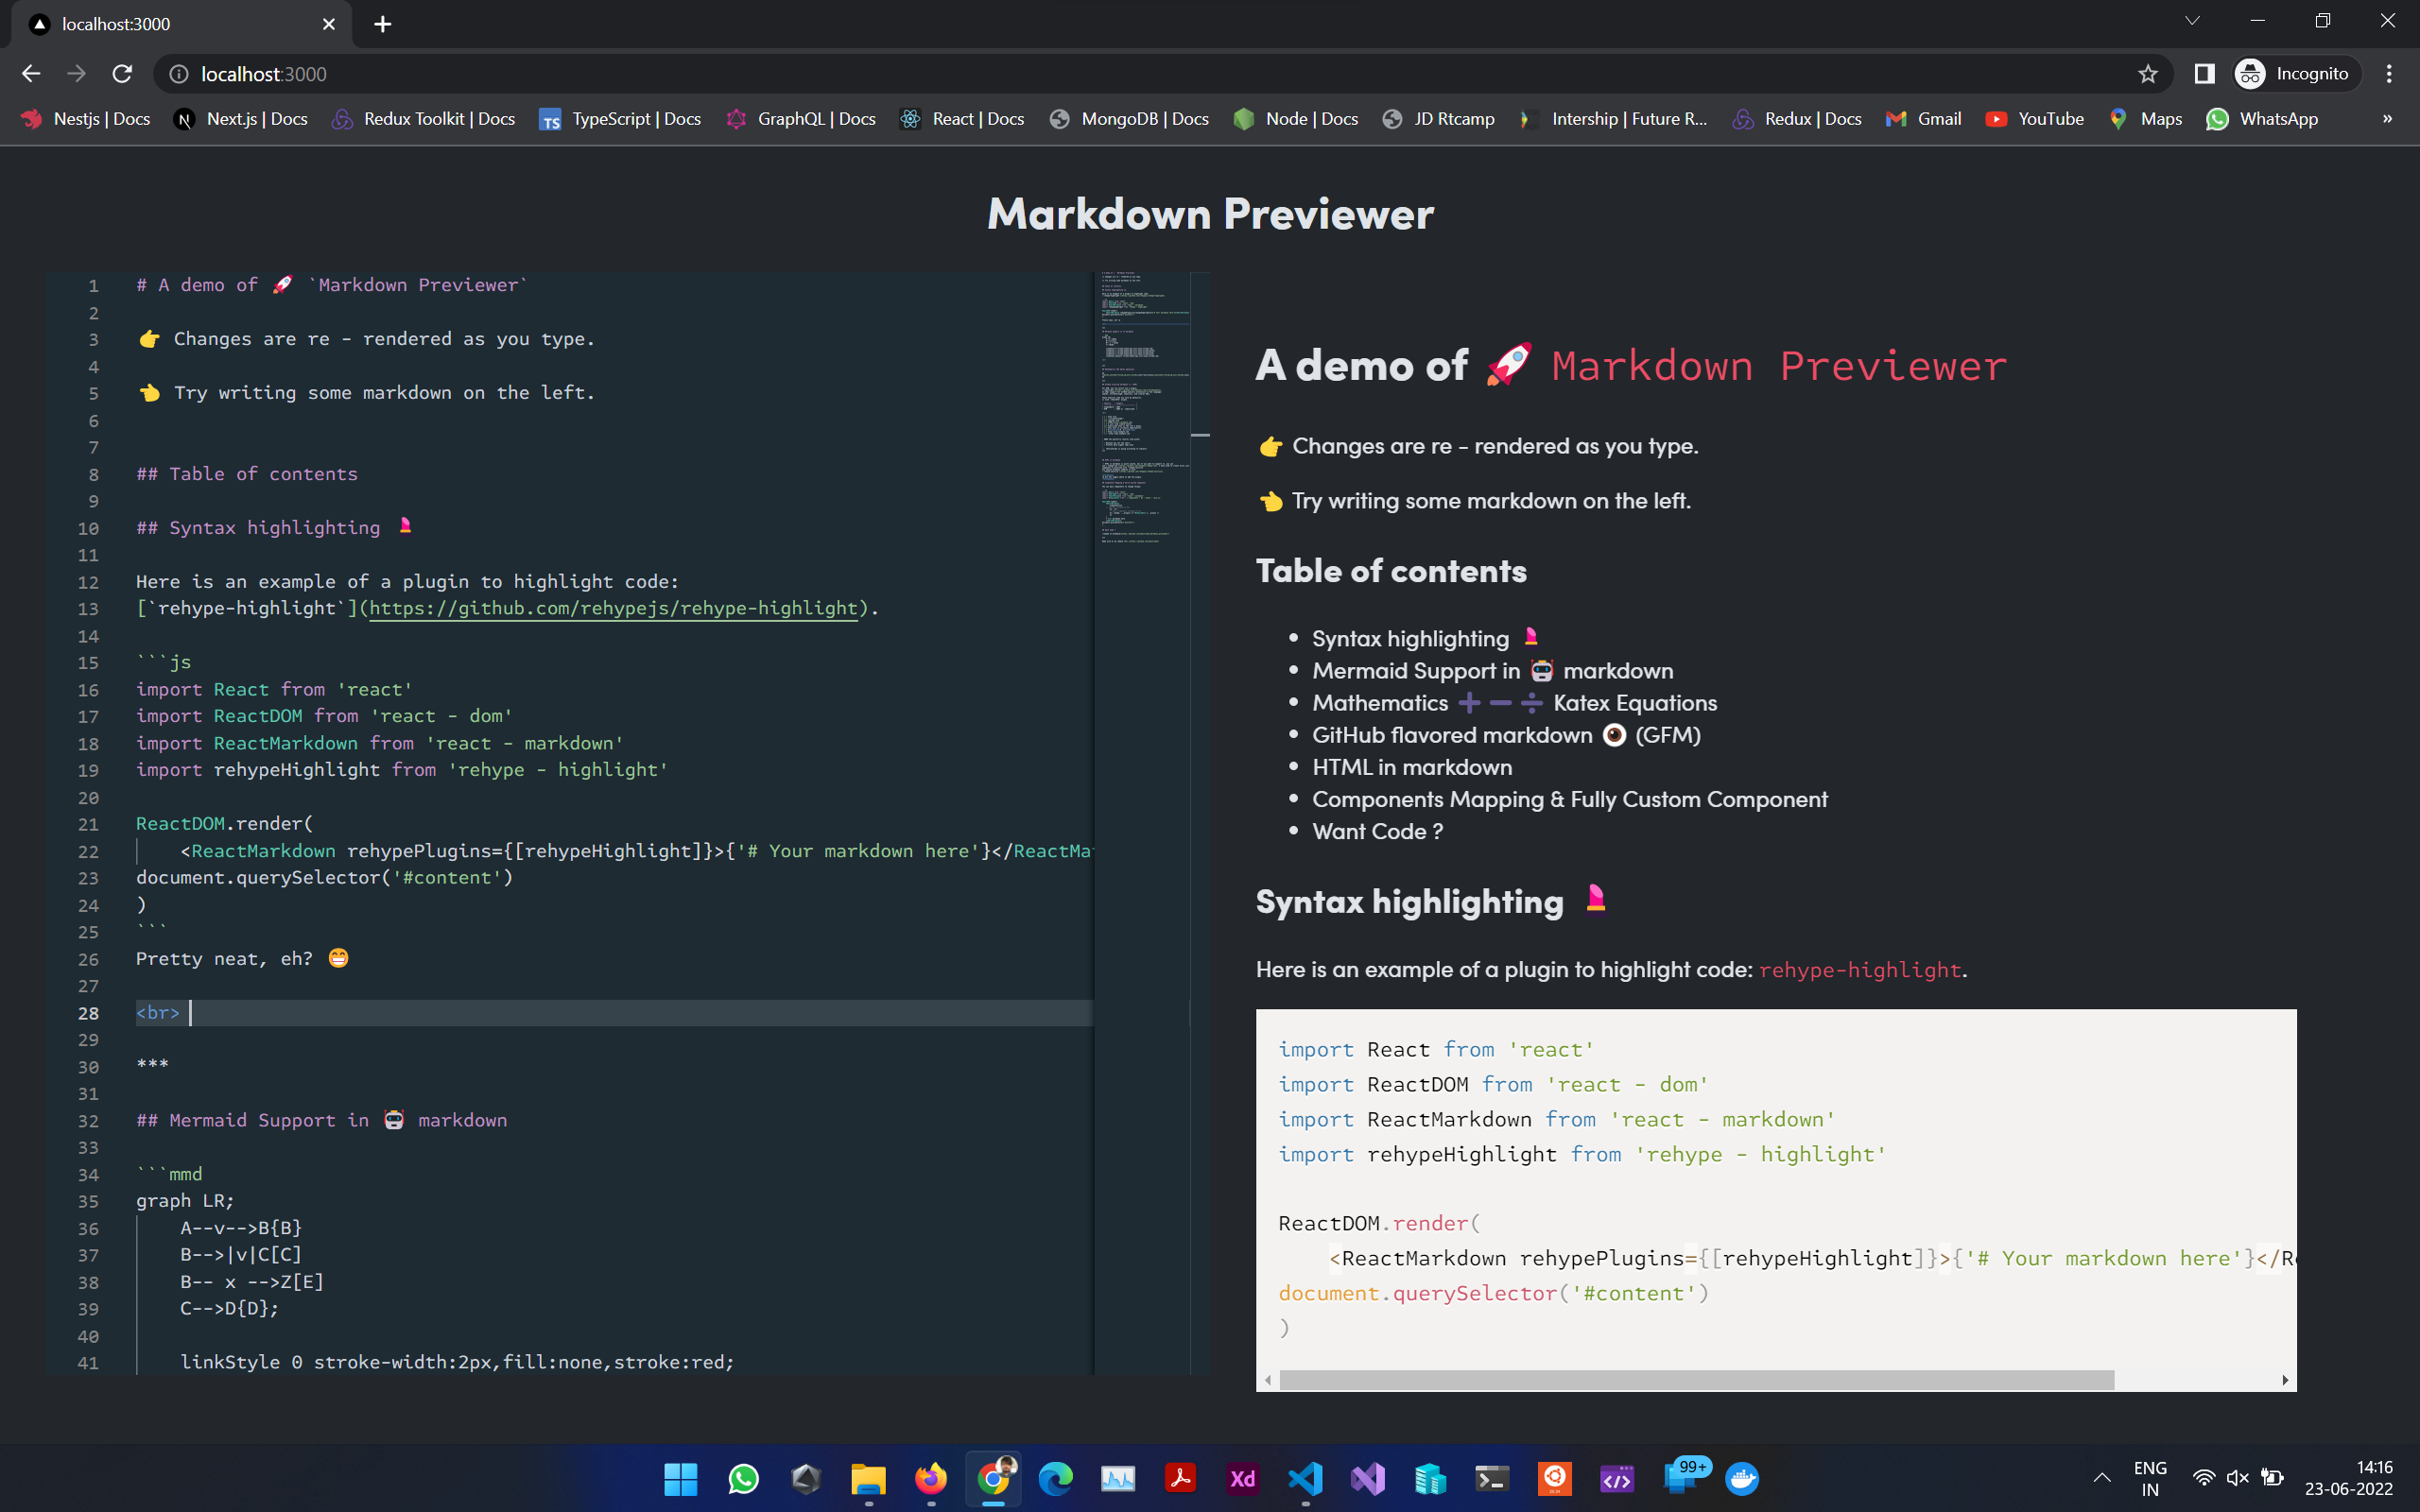 localhost:3000
localhost:3000
Incognito
Nestjs | Docs
Next.js | Docs
Redux Toolkit | Docs
TypeScript | Docs
GraphQL | Docs
React | Docs
MongoDB | Docs
Node | Docs
JD Rtcamp
Intership | Future R...
Redux | Docs
Gmail
YouTube
Maps
WhatsApp
»
Markdown Previewer
1 # A demo of 🚀 `Markdown Previewer`
2
3 👉 Changes are re - rendered as you type.
4
5 👈 Try writing some markdown on the left.
6
7
8 ## Table of contents
9
10 ## Syntax highlighting 💄
11
12 Here is an example of a plugin to highlight code:
13 [`rehype-highlight`](https://github.com/rehypejs/rehype-highlight).
14
15 ```js
16 import React from 'react'
17 import ReactDOM from 'react - dom'
18 import ReactMarkdown from 'react - markdown'
19 import rehypeHighlight from 'rehype - highlight'
20
21 ReactDOM.render(
22 <ReactMarkdown rehypePlugins={[rehypeHighlight]}>{'# Your markdown here'}</ReactMa
23 document.querySelector('#content')
24 )
25 ```
26 Pretty neat, eh? 😁
27
28 <br>
29
30 ***
31
32 ## Mermaid Support in 🤖 markdown
33
34 ```mmd
35 graph LR;
36 A--v-->B{B}
37 B-->|v|C[C]
38 B-- x -->Z[E]
39 C-->D{D};
40
41 linkStyle 0 stroke-width:2px,fill:none,stroke:red;
A demo of 🚀 Markdown Previewer
👉 Changes are re - rendered as you type.
👈 Try writing some markdown on the left.
Table of contents
• Syntax highlighting 💄
• Mermaid Support in 🤖 markdown
• Mathematics ➕➖➗ Katex Equations
• GitHub flavored markdown 👁 (GFM)
• HTML in markdown
• Components Mapping & Fully Custom Component
• Want Code ?
Syntax highlighting 💄
Here is an example of a plugin to highlight code: rehype-highlight.
import React from 'react'
import ReactDOM from 'react - dom'
import ReactMarkdown from 'react - markdown'
import rehypeHighlight from 'rehype - highlight'
ReactDOM.render(
<ReactMarkdown rehypePlugins={[rehypeHighlight]}>{'# Your markdown here'}</Re
document.querySelector('#content')
)
Xd
99+
ENG
IN
14:16
23-06-2022